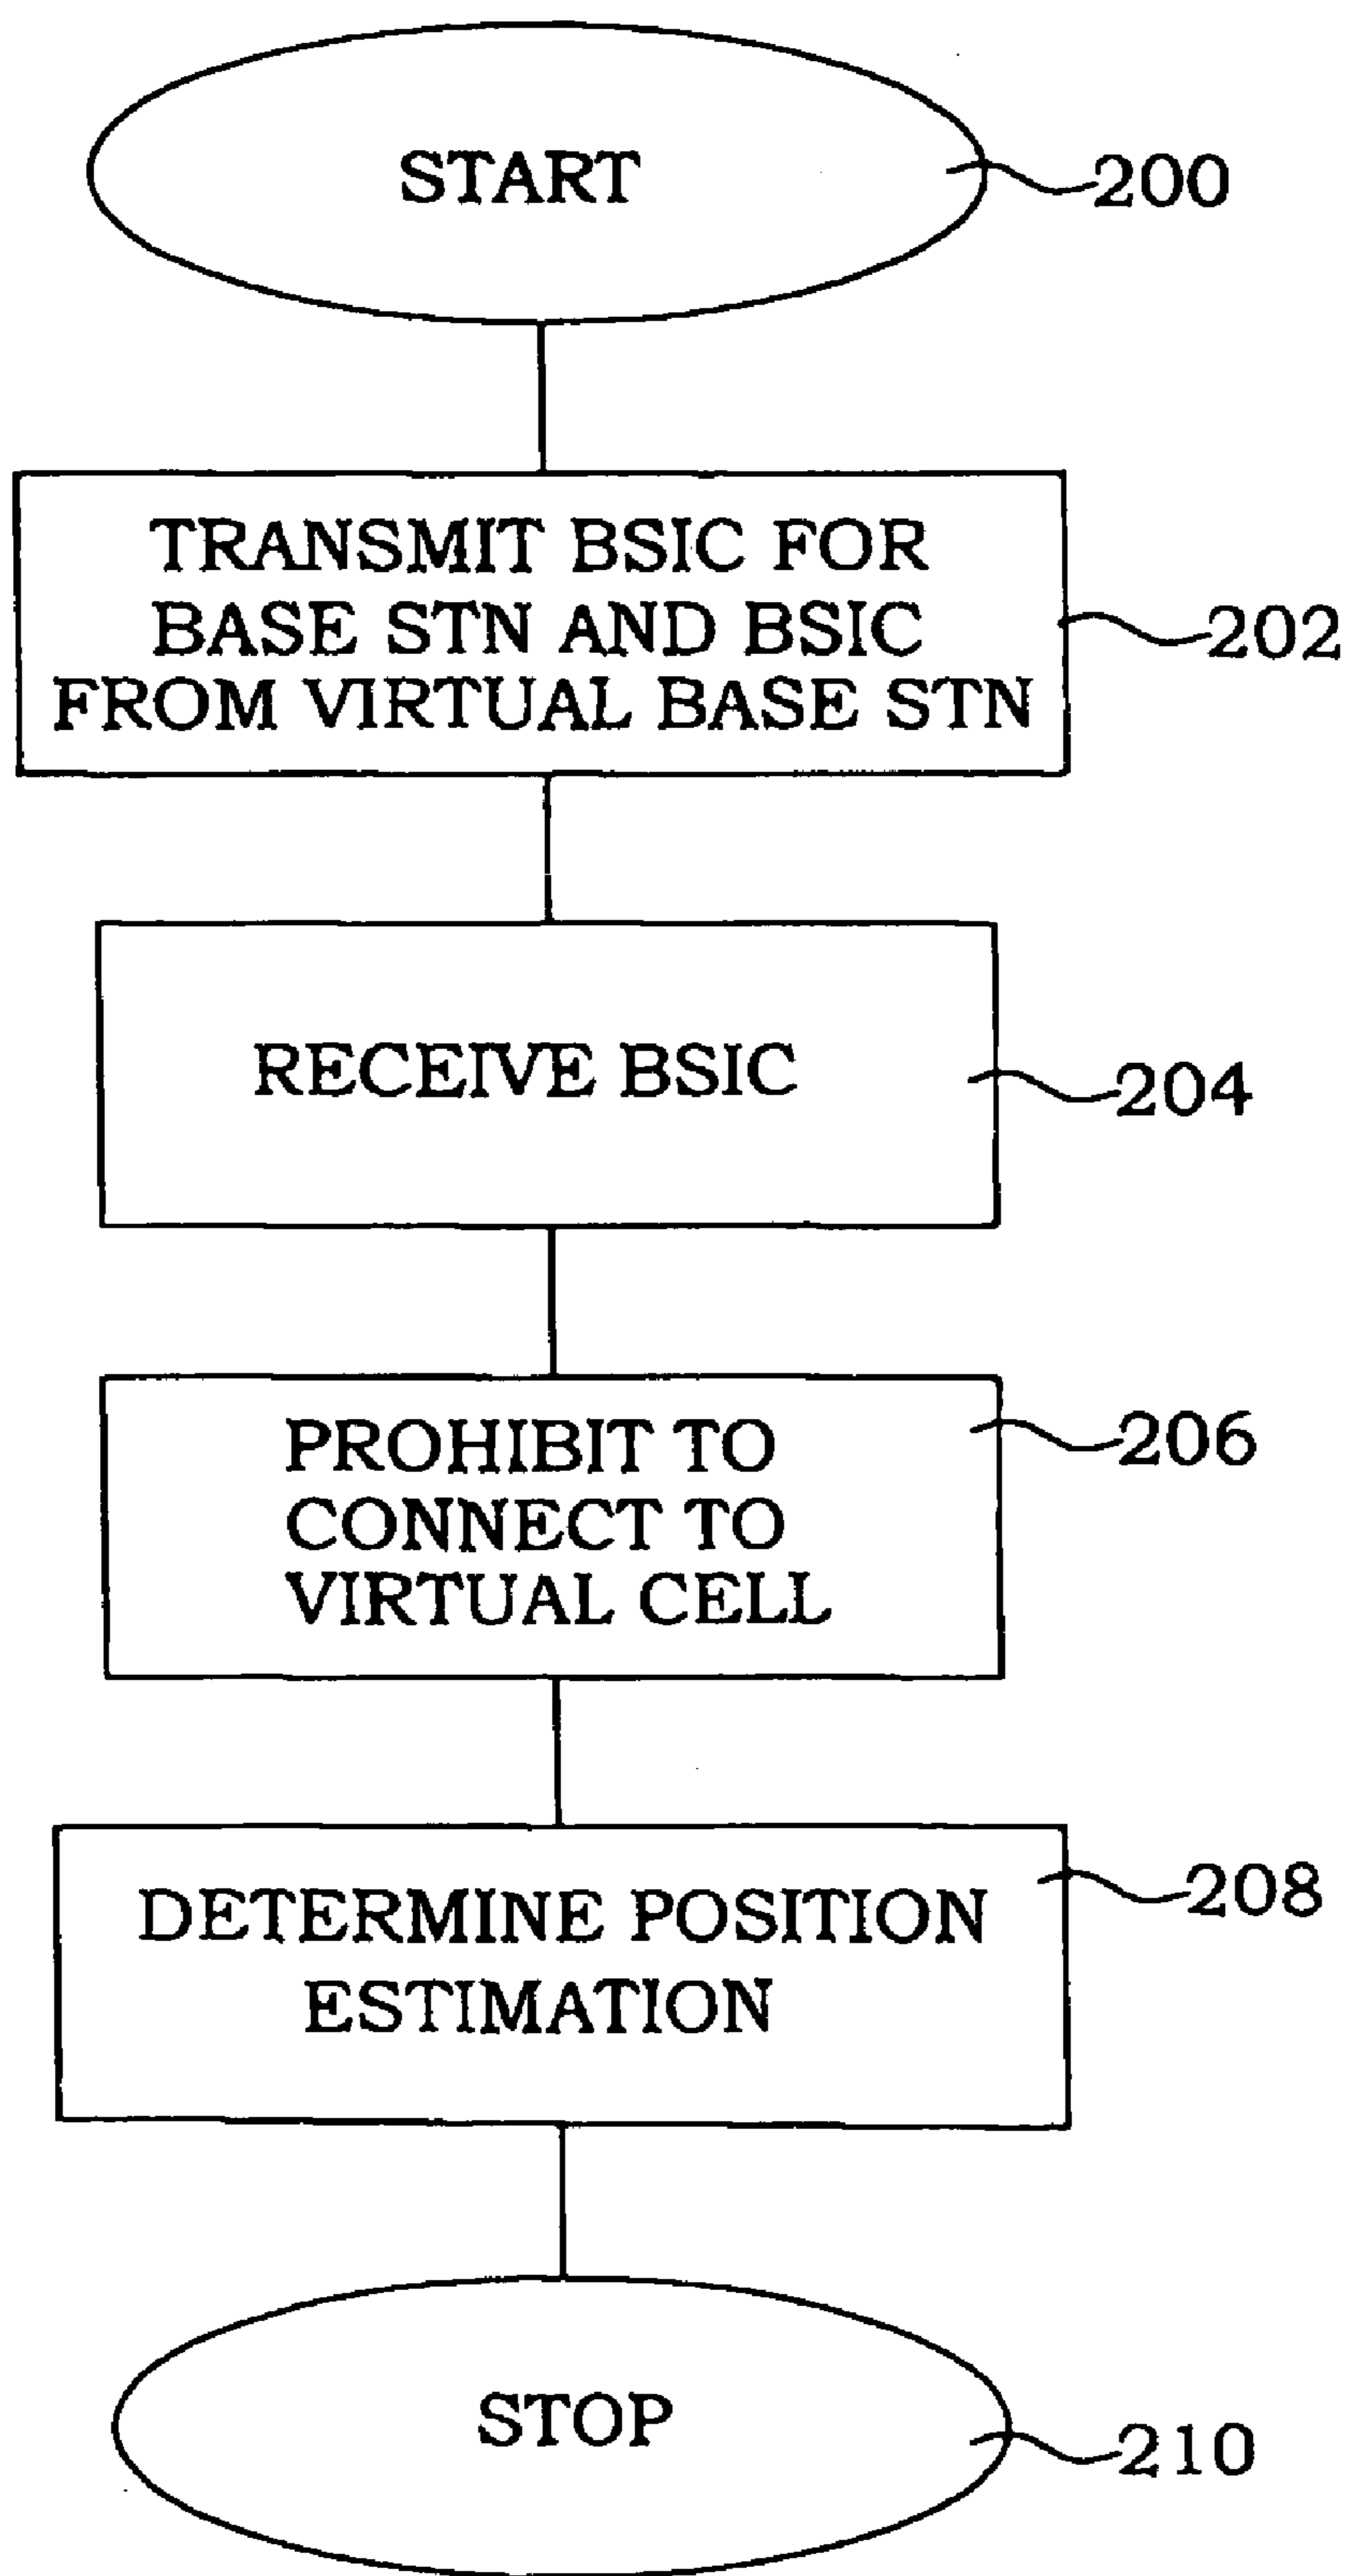 START
200
TRANSMIT BSIC FOR
BASE STN AND BSIC
FROM VIRTUAL BASE STN
202
RECEIVE BSIC
204
PROHIBIT TO
CONNECT TO
VIRTUAL CELL
206
DETERMINE POSITION
ESTIMATION
208
STOP
210